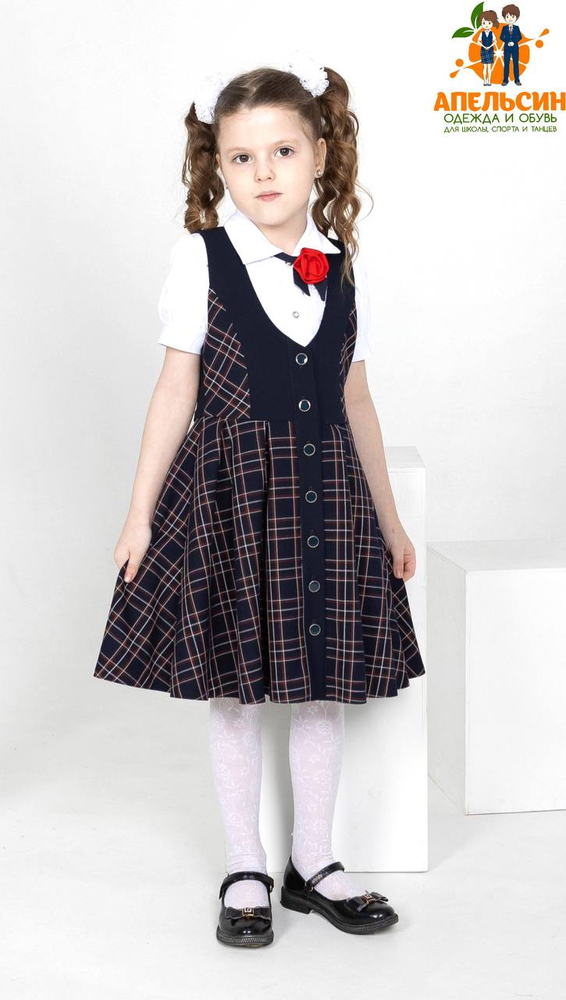 АПЕЛЬСИН
ОДЕЖДА И ОБУВЬ
ДЛЯ ШКОЛЫ, СПОРТА И ТАНЦЕВ